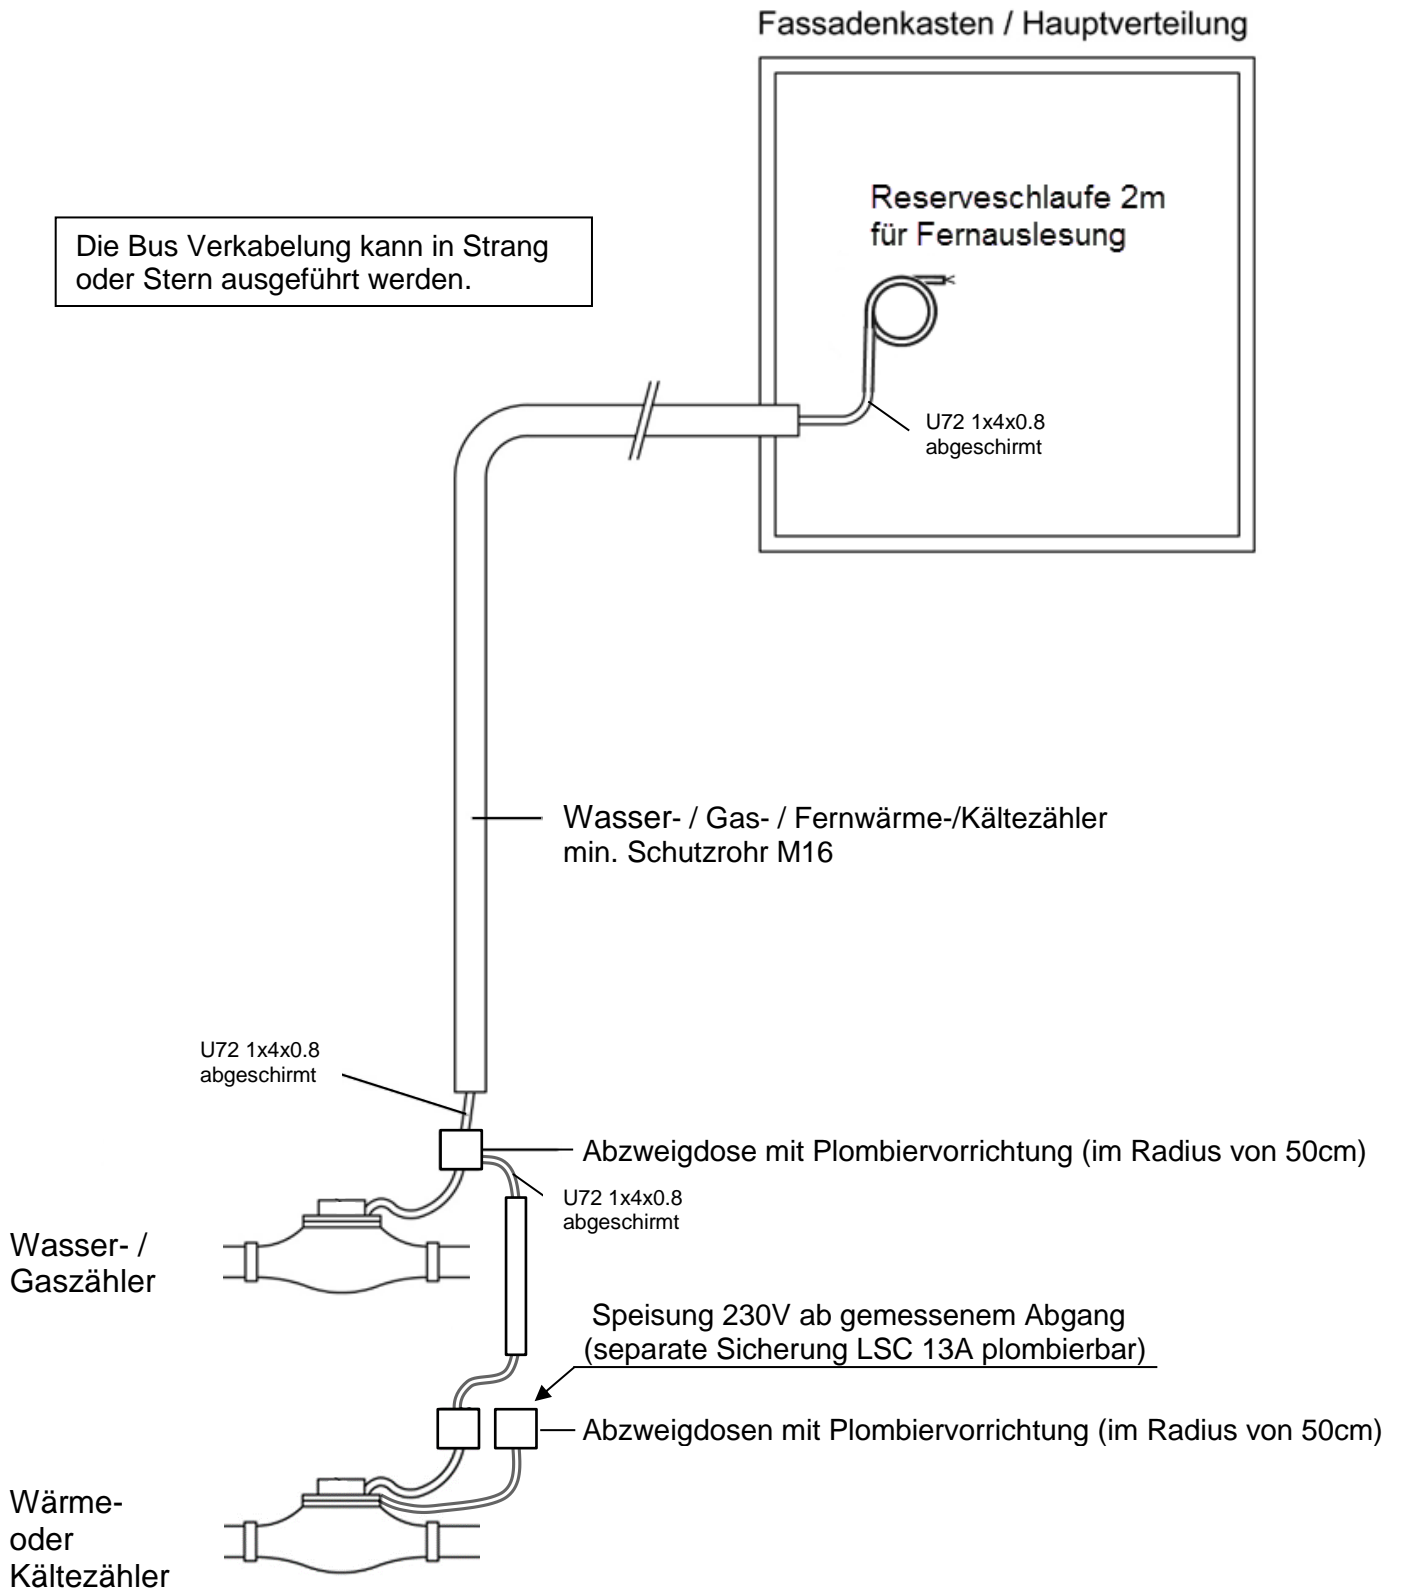 Fassadenkasten / Hauptverteilung
Reserveschlaufe 2m
für Fernauslesung
Die Bus Verkabelung kann in Strang
oder Stern ausgeführt werden.
U72 1x4x0.8
abgeschirmt
Wasser- / Gas- / Fernwärme-/Kältezähler
min. Schutzrohr M16
U72 1x4x0.8
abgeschirmt
Abzweigdose mit Plombiervorrichtung (im Radius von 50cm)
U72 1x4x0.8
abgeschirmt
Wasser- /
Gaszähler
Speisung 230V ab gemessenem Abgang
(separate Sicherung LSC 13A plombierbar)
Abzweigdosen mit Plombiervorrichtung (im Radius von 50cm)
Wärme-
oder
Kältezähler